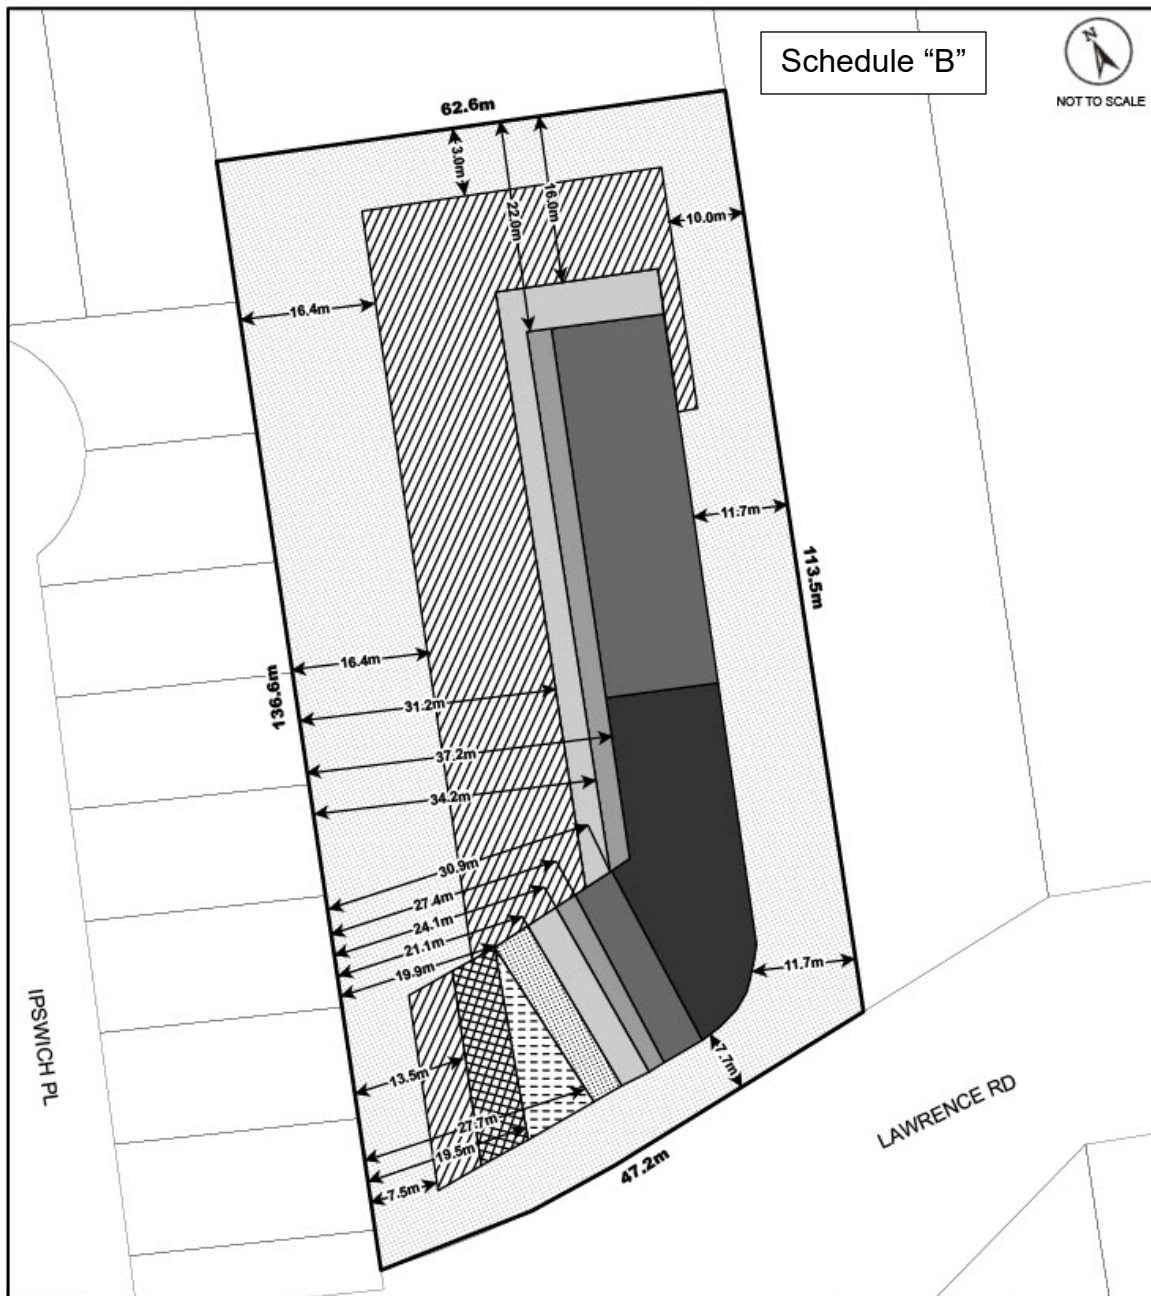 Schedule “B”
N
NOT TO SCALE
62.6m
3.0m
22.0m
16.0m
10.0m
16.4m
11.7m
113.5m
16.4m
136.6m
31.2m
37.2m
34.2m
30.9m
27.4m
24.1m
21.1m
19.9m
11.7m
IPSWICH PL
13.5m
7.7m
27.7m
19.5m
7.5m
47.2m
LAWRENCE RD